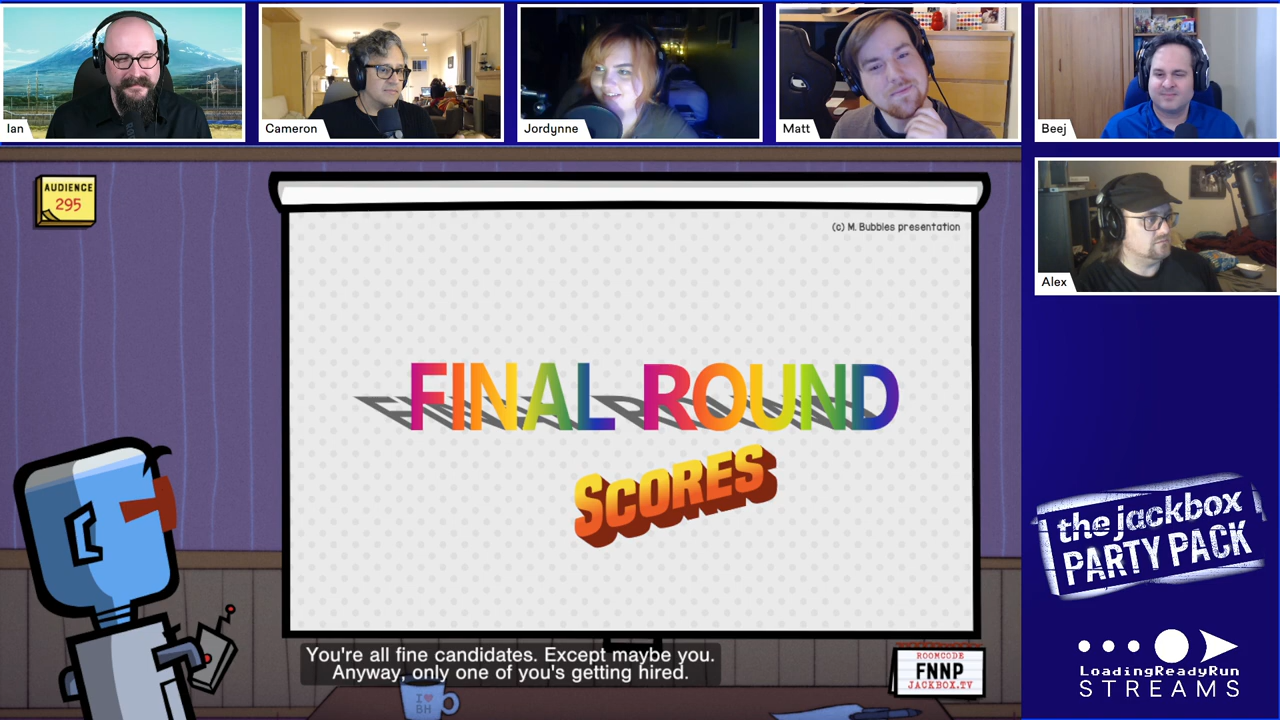 Ian
Cameron
Jordynne
Matt
Beej
AUDIENCE
295
(c) M. Bubbles presentation
Alex
FINAL ROUND
SCORES
the jackbox
PARTY PACK
You're all fine candidates. Except maybe you.
Anyway, only one of you's getting hired.
ROOMCODE
FNNP
JACKBOX.TV
I ♥
BH
LoadingReadyRun
STREAMS